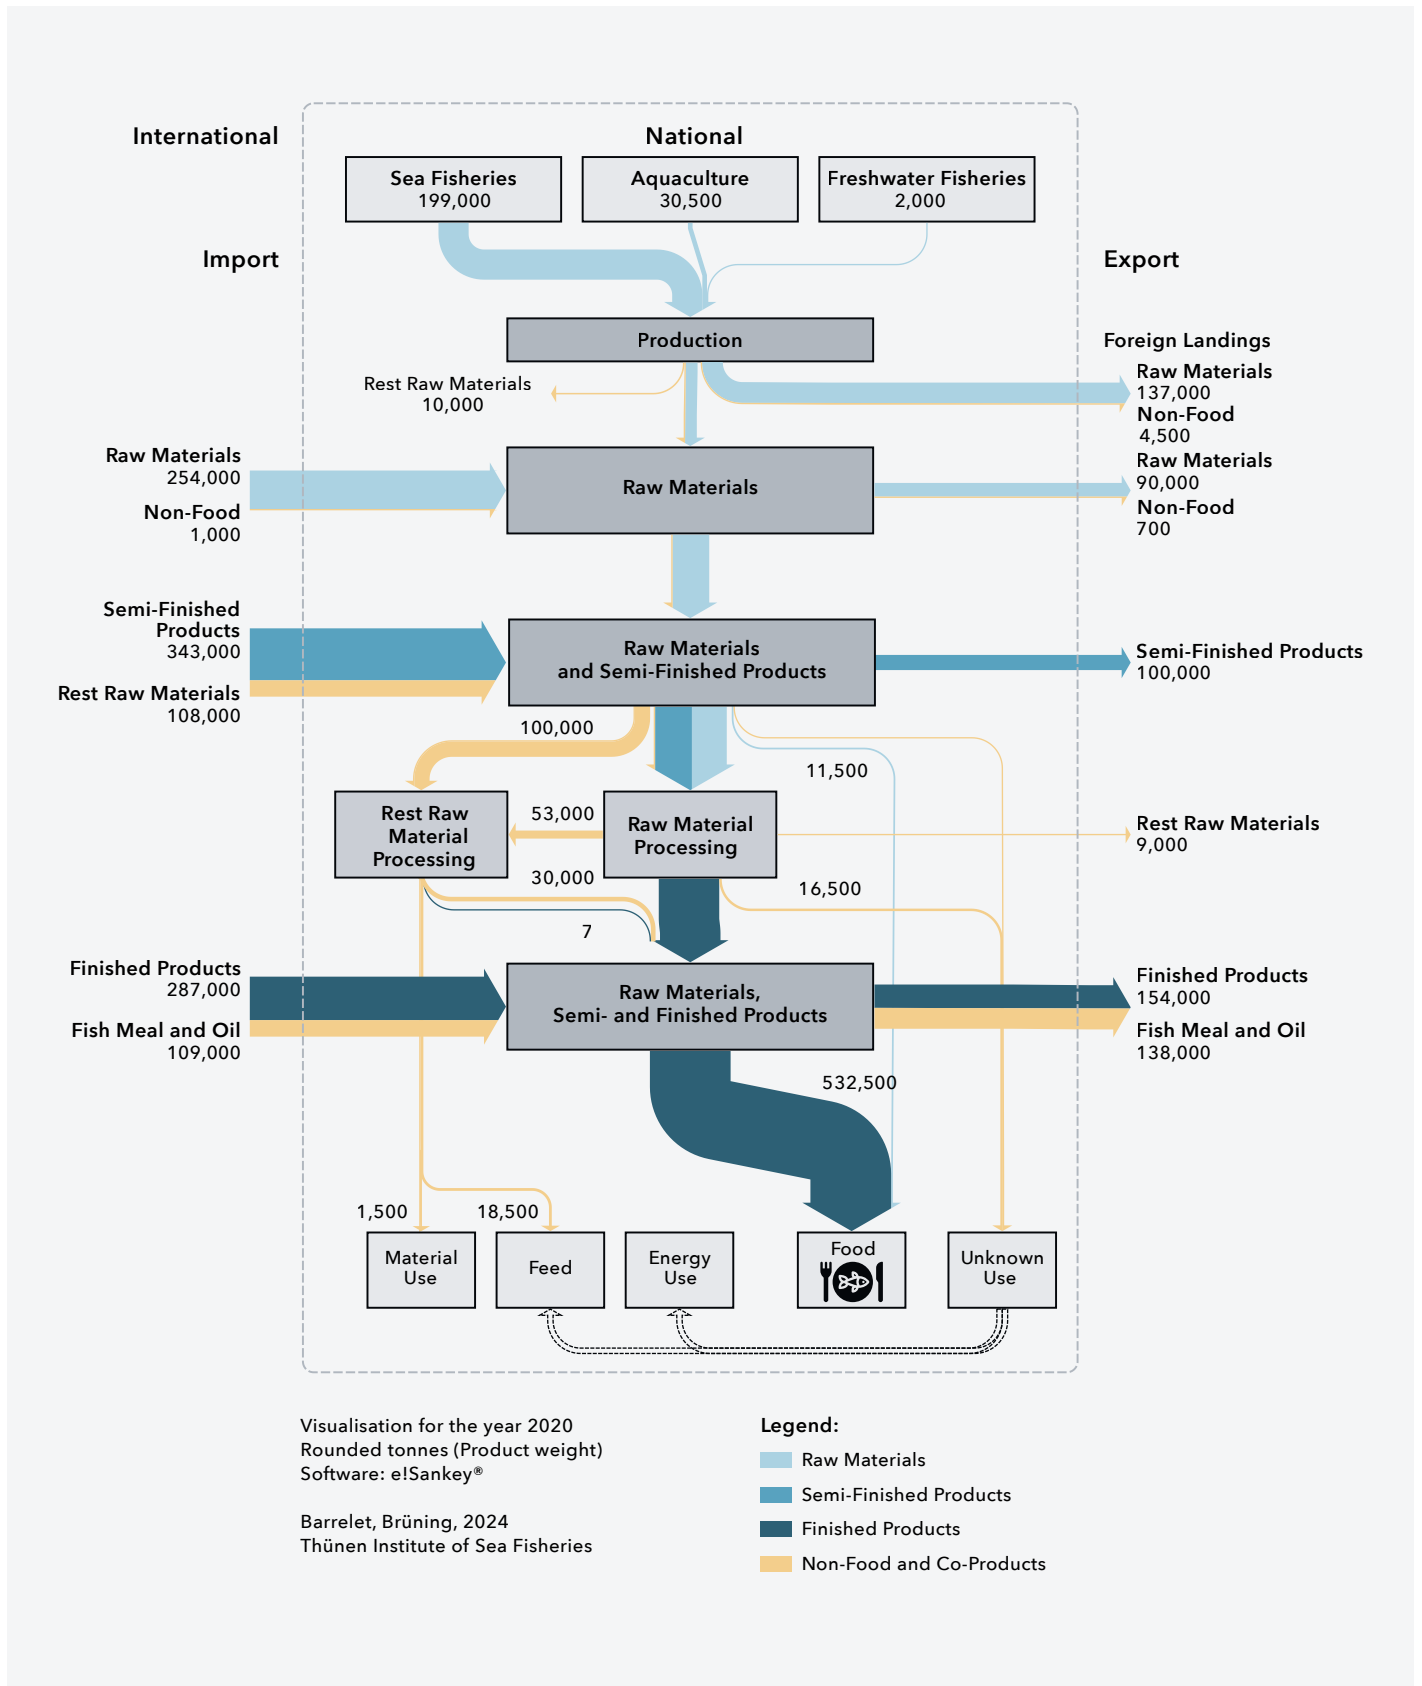 International
National
Sea Fisheries
199,000
Aquaculture
30,500
Freshwater Fisheries
2,000
Import
Export
Production
Foreign Landings
Raw Materials
137,000
Non-Food
4,500
Rest Raw Materials
10,000
Raw Materials
254,000
Non-Food
1,000
Raw Materials
Raw Materials
90,000
Non-Food
700
Semi-Finished
Products
343,000
Rest Raw Materials
108,000
Raw Materials
and Semi-Finished Products
Semi-Finished Products
100,000
100,000
11,500
Rest Raw
Material
Processing
53,000
Raw Material
Processing
Rest Raw Materials
9,000
30,000
16,500
7
Finished Products
287,000
Fish Meal and Oil
109,000
Raw Materials,
Semi- and Finished Products
Finished Products
154,000
Fish Meal and Oil
138,000
532,500
1,500
18,500
Material
Use
Feed
Energy
Use
Food
Unknown
Use
Visualisation for the year 2020
Rounded tonnes (Product weight)
Software: e!Sankey®
Barrelet, Brüning, 2024
Thünen Institute of Sea Fisheries
Legend:
Raw Materials
Semi-Finished Products
Finished Products
Non-Food and Co-Products